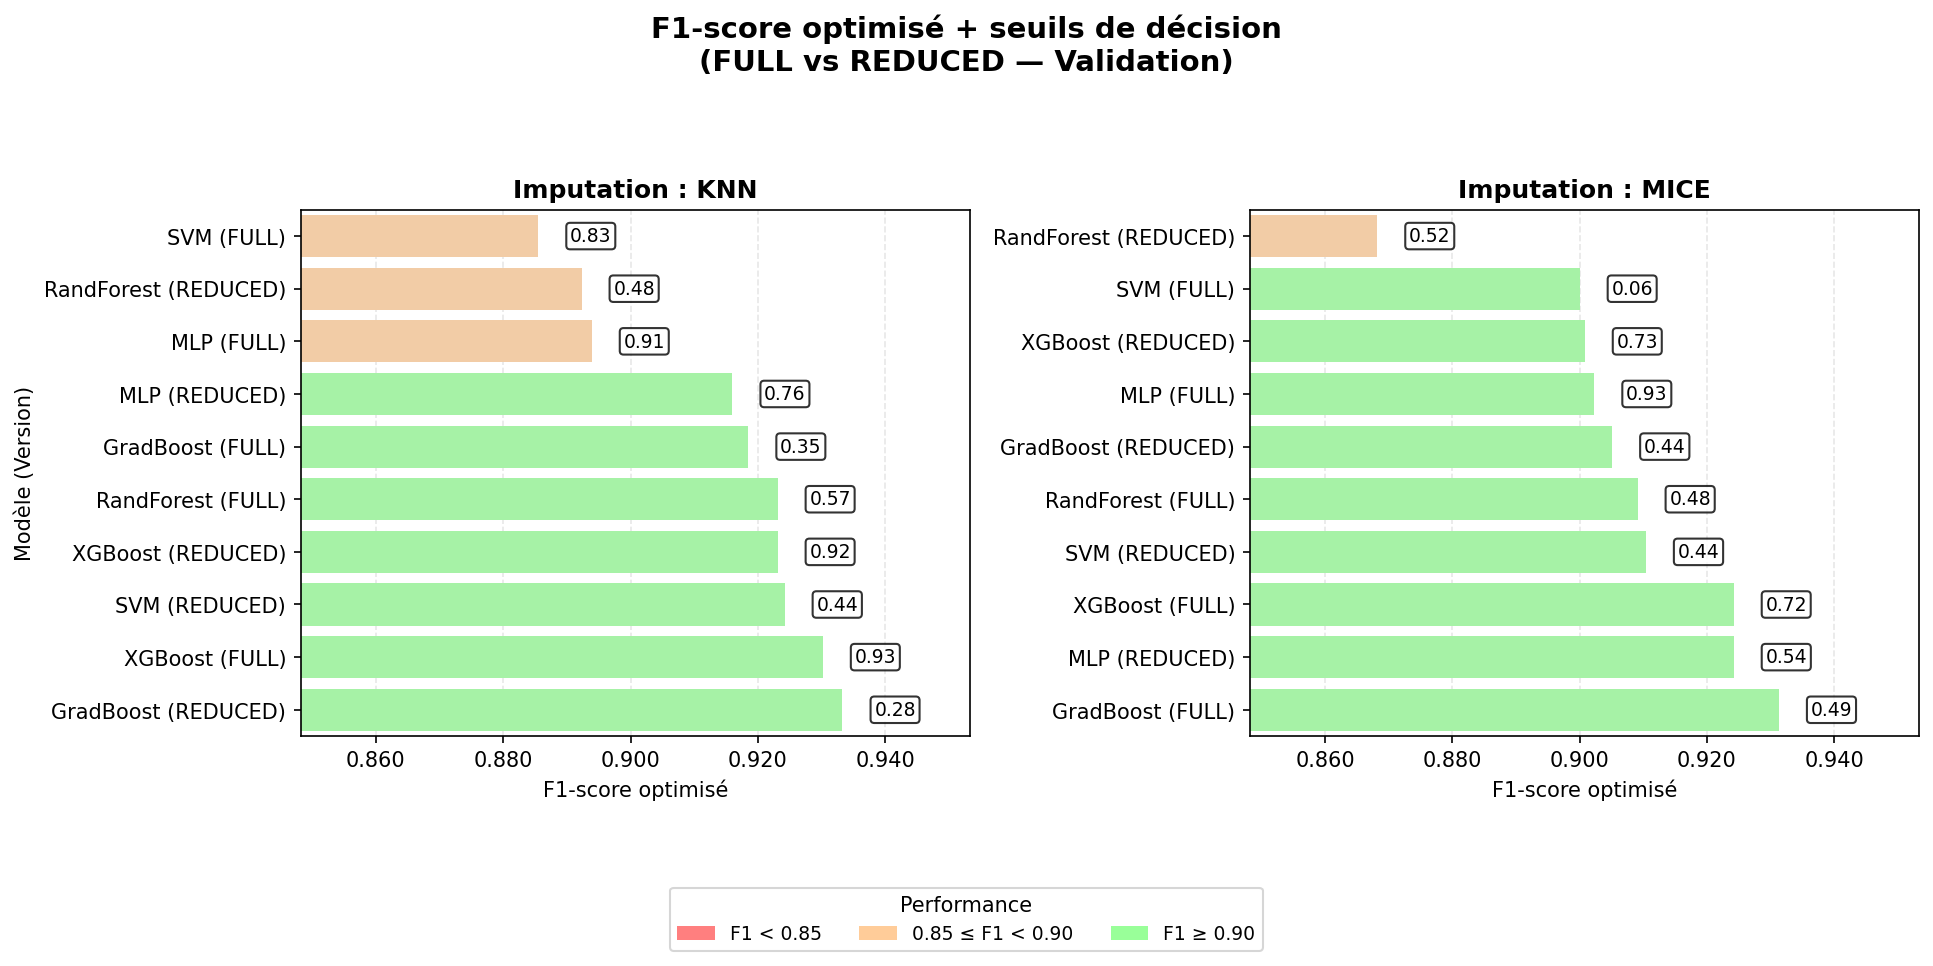 F1-score optimisé + seuils de décision
(FULL vs REDUCED — Validation)
Imputation : KNN
Modèle (Version)
SVM (FULL) 0.83
RandForest (REDUCED) 0.48
MLP (FULL) 0.91
MLP (REDUCED) 0.76
GradBoost (FULL) 0.35
RandForest (FULL) 0.57
XGBoost (REDUCED) 0.92
SVM (REDUCED) 0.44
XGBoost (FULL) 0.93
GradBoost (REDUCED) 0.28
0.860 0.880 0.900 0.920 0.940
F1-score optimisé
Imputation : MICE
RandForest (REDUCED) 0.52
SVM (FULL) 0.06
XGBoost (REDUCED) 0.73
MLP (FULL) 0.93
GradBoost (REDUCED) 0.44
RandForest (FULL) 0.48
SVM (REDUCED) 0.44
XGBoost (FULL) 0.72
MLP (REDUCED) 0.54
GradBoost (FULL) 0.49
0.860 0.880 0.900 0.920 0.940
F1-score optimisé
Performance
F1 < 0.85 0.85 ≤ F1 < 0.90 F1 ≥ 0.90